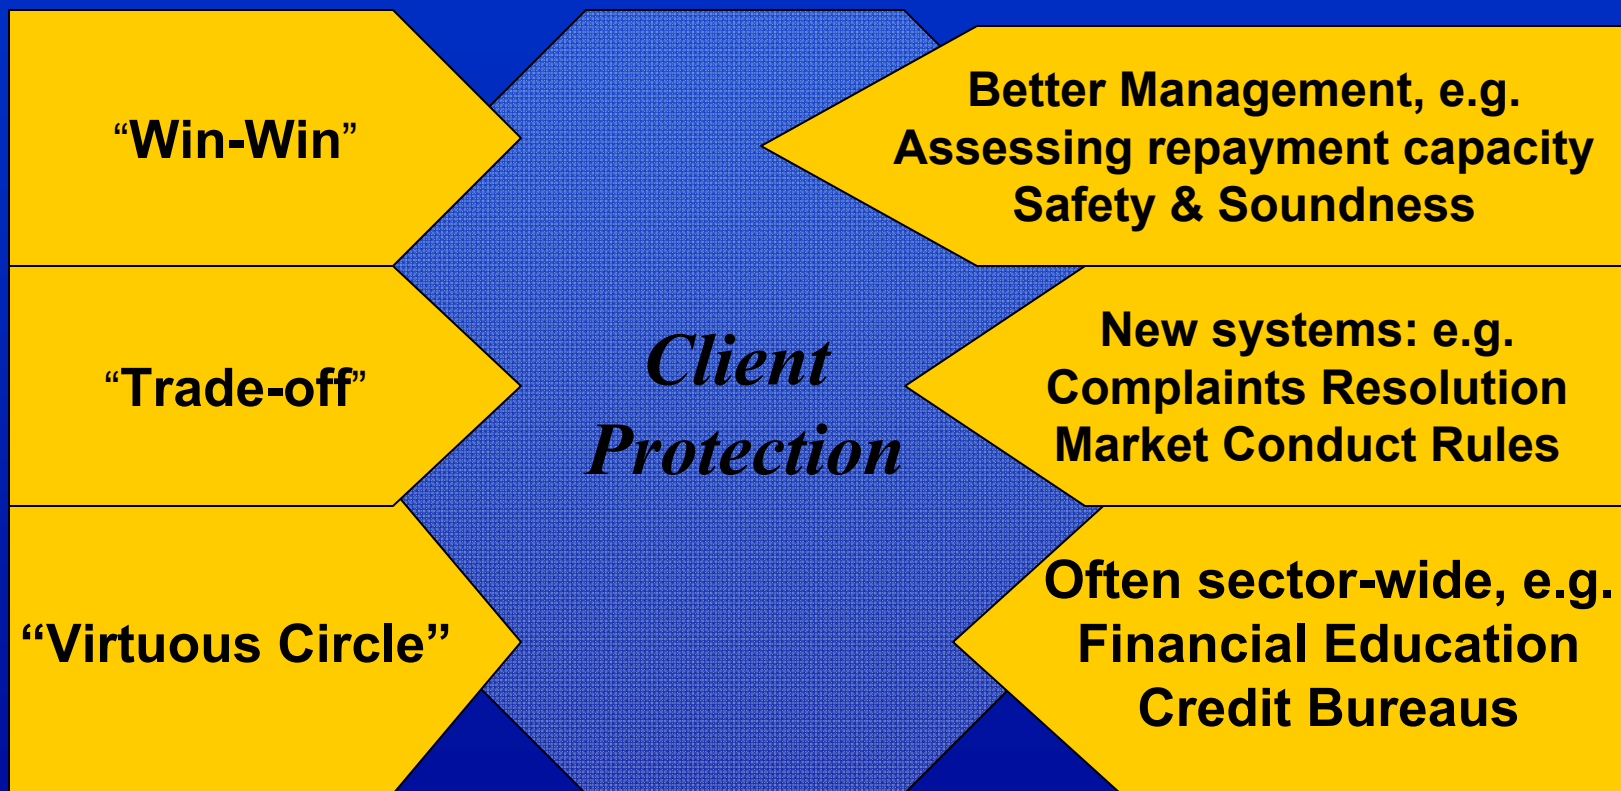 “Win-Win”
Better Management, e.g.
Assessing repayment capacity
Safety & Soundness
“Trade-off”
Client
Protection
New systems: e.g.
Complaints Resolution
Market Conduct Rules
“Virtuous Circle”
Often sector-wide, e.g.
Financial Education
Credit Bureaus